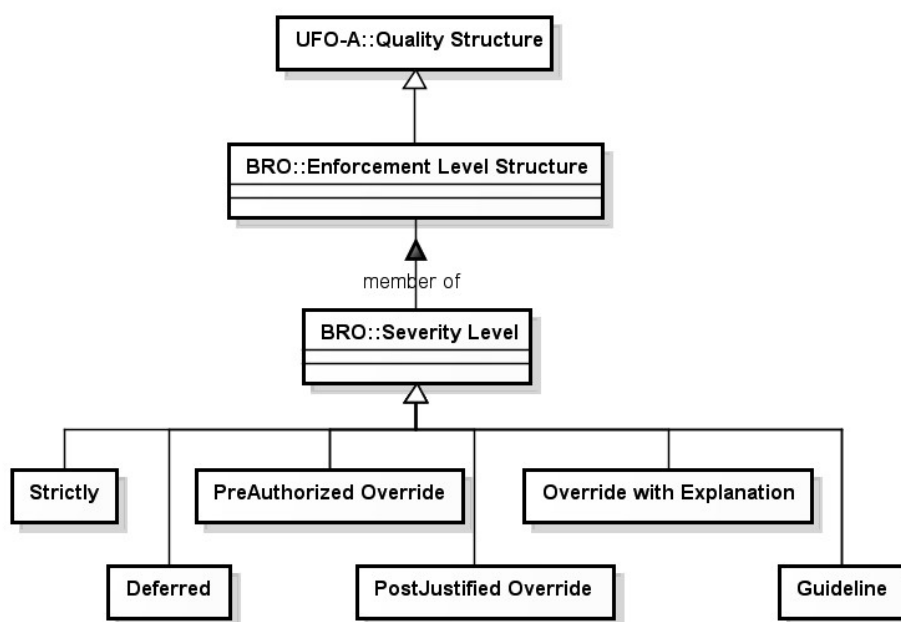 UFO-A::Quality Structure
BRO::Enforcement Level Structure
member of
BRO::Severity Level
Strictly
PreAuthorized Override
Override with Explanation
Deferred
PostJustified Override
Guideline